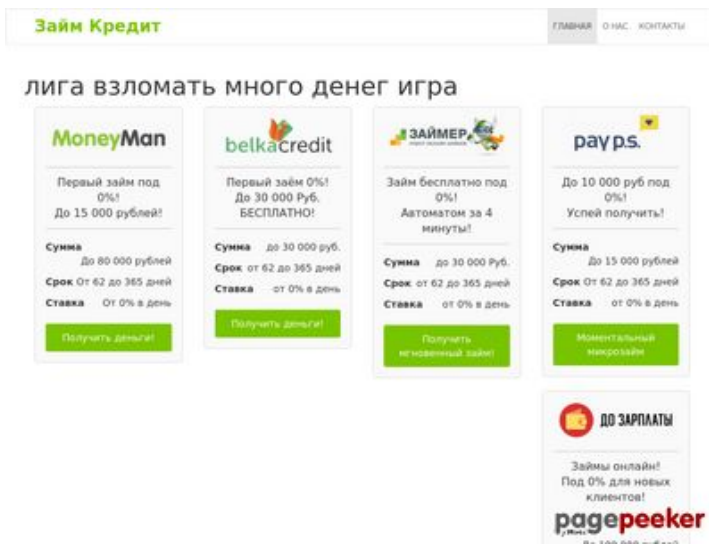 Займ Кредит
ГЛАВНАЯ О НАС КОНТАКТЫ
лига взломать много денег игра
MoneyMan
Первый займ под
0%!
До 15 000 рублей!
Сумма
До 80 000 рублей
Срок От 62 до 365 дней
Ставка От 0% в день
Получить деньги!
belkacredit
Первый заём 0%!
До 30 000 Руб.
БЕСПЛАТНО!
Сумма до 30 000 руб.
Срок от 62 до 365 дней
Ставка от 0% в день
Получить деньги!
ЗАЙМЕР
Займ бесплатно под
0%!
Автоматом за 4
минуты!
Сумма до 30 000 Руб.
Срок от 62 до 365 дней
Ставка от 0% в день
Получить
мгновенный займ!
pay p.s.
До 10 000 руб под
0%!
Успей получить!
Сумма
До 15 000 рублей
Срок От 62 до 365 дней
Ставка от 0% в день
Моментальный
микрозайм
ДО ЗАРПЛАТЫ
Займы онлайн!
Под 0% для новых
клиентов!
pagepeeker
До 100 000 рублей